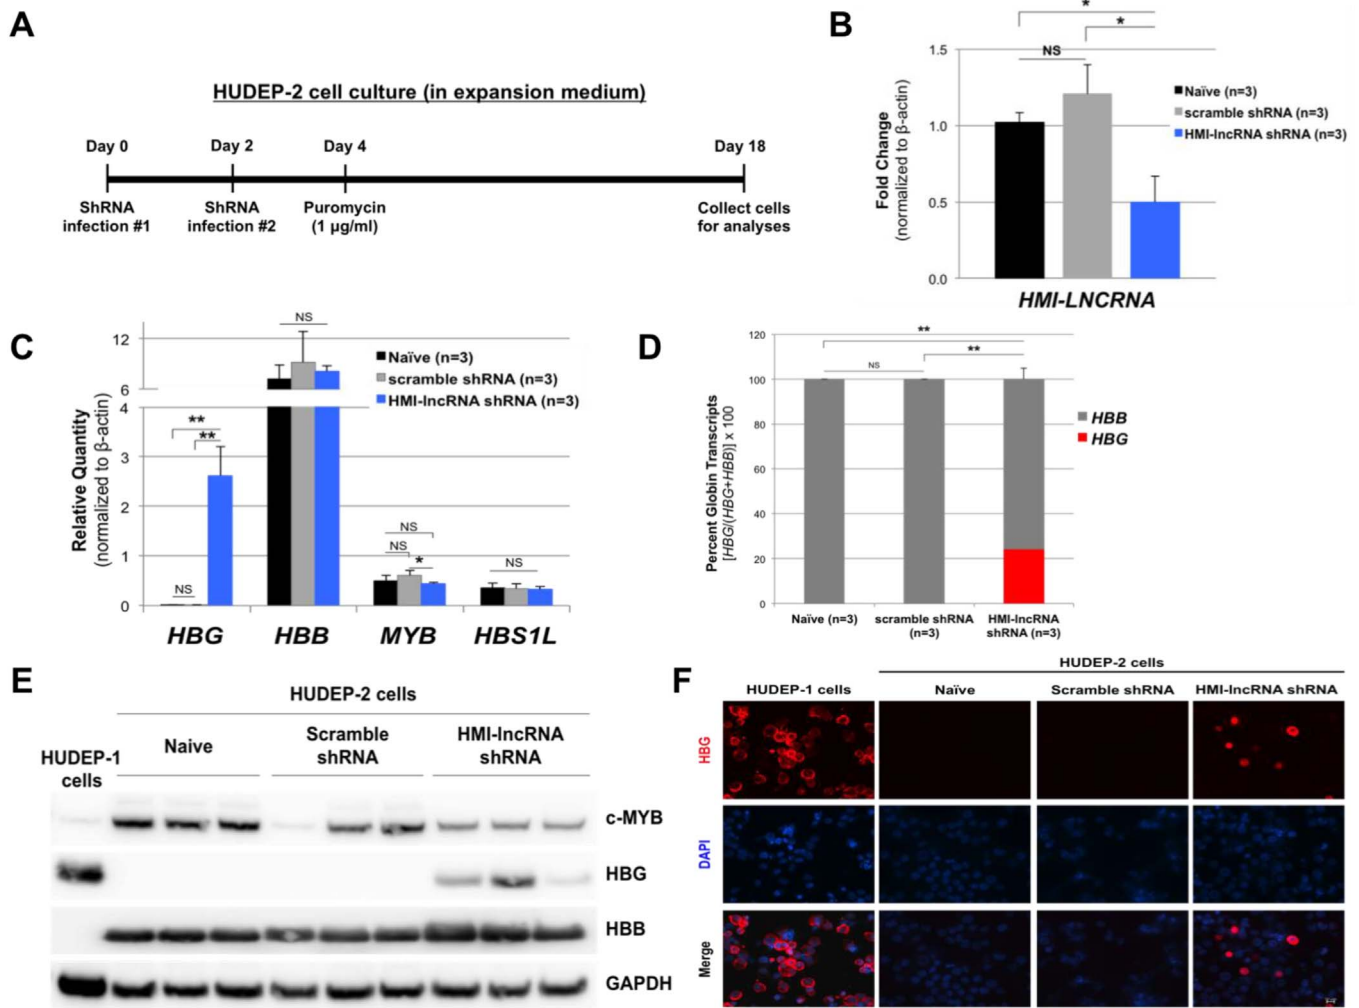 A
HUDEP-2 cell culture (in expansion medium)
Day 0
Day 2
Day 4
Day 18
ShRNA
infection #1
ShRNA
infection #2
Puromycin
(1 µg/ml)
Collect cells
for analyses
B
*
*
NS
1.5
1.0
0.5
0.0
Fold Change
(normalized to β-actin)
Naïve (n=3)
scramble shRNA (n=3)
HMI-lncRNA shRNA (n=3)
HMI-LNCRNA
C
12
6
4
3
2
1
0
Relative Quantity
(normalized to β-actin)
**
**
NS
NS
NS
NS
*
NS
Naïve (n=3)
scramble shRNA (n=3)
HMI-lncRNA shRNA (n=3)
HBG
HBB
MYB
HBS1L
D
120
100
80
60
40
20
0
Percent Globin Transcripts
[HBG/(HBG+HBB)] x 100
**
**
NS
HBB
HBG
Naïve (n=3)
scramble shRNA
(n=3)
HMI-lncRNA
shRNA (n=3)
E
HUDEP-2 cells
HUDEP-1
cells
Naive
Scramble
shRNA
HMI-lncRNA
shRNA
c-MYB
HBG
HBB
GAPDH
F
HUDEP-2 cells
HUDEP-1 cells
Naïve
Scramble shRNA
HMI-lncRNA shRNA
HBG
DAPI
Merge